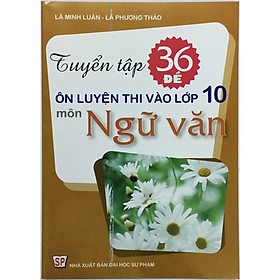 LÃ MINH LUẬN - LÃ PHƯƠNG THẢO
Tuyển tập 36 ĐỀ
ÔN LUYỆN THI VÀO LỚP 10
môn Ngữ văn
SP NHÀ XUẤT BẢN ĐẠI HỌC SƯ PHẠM